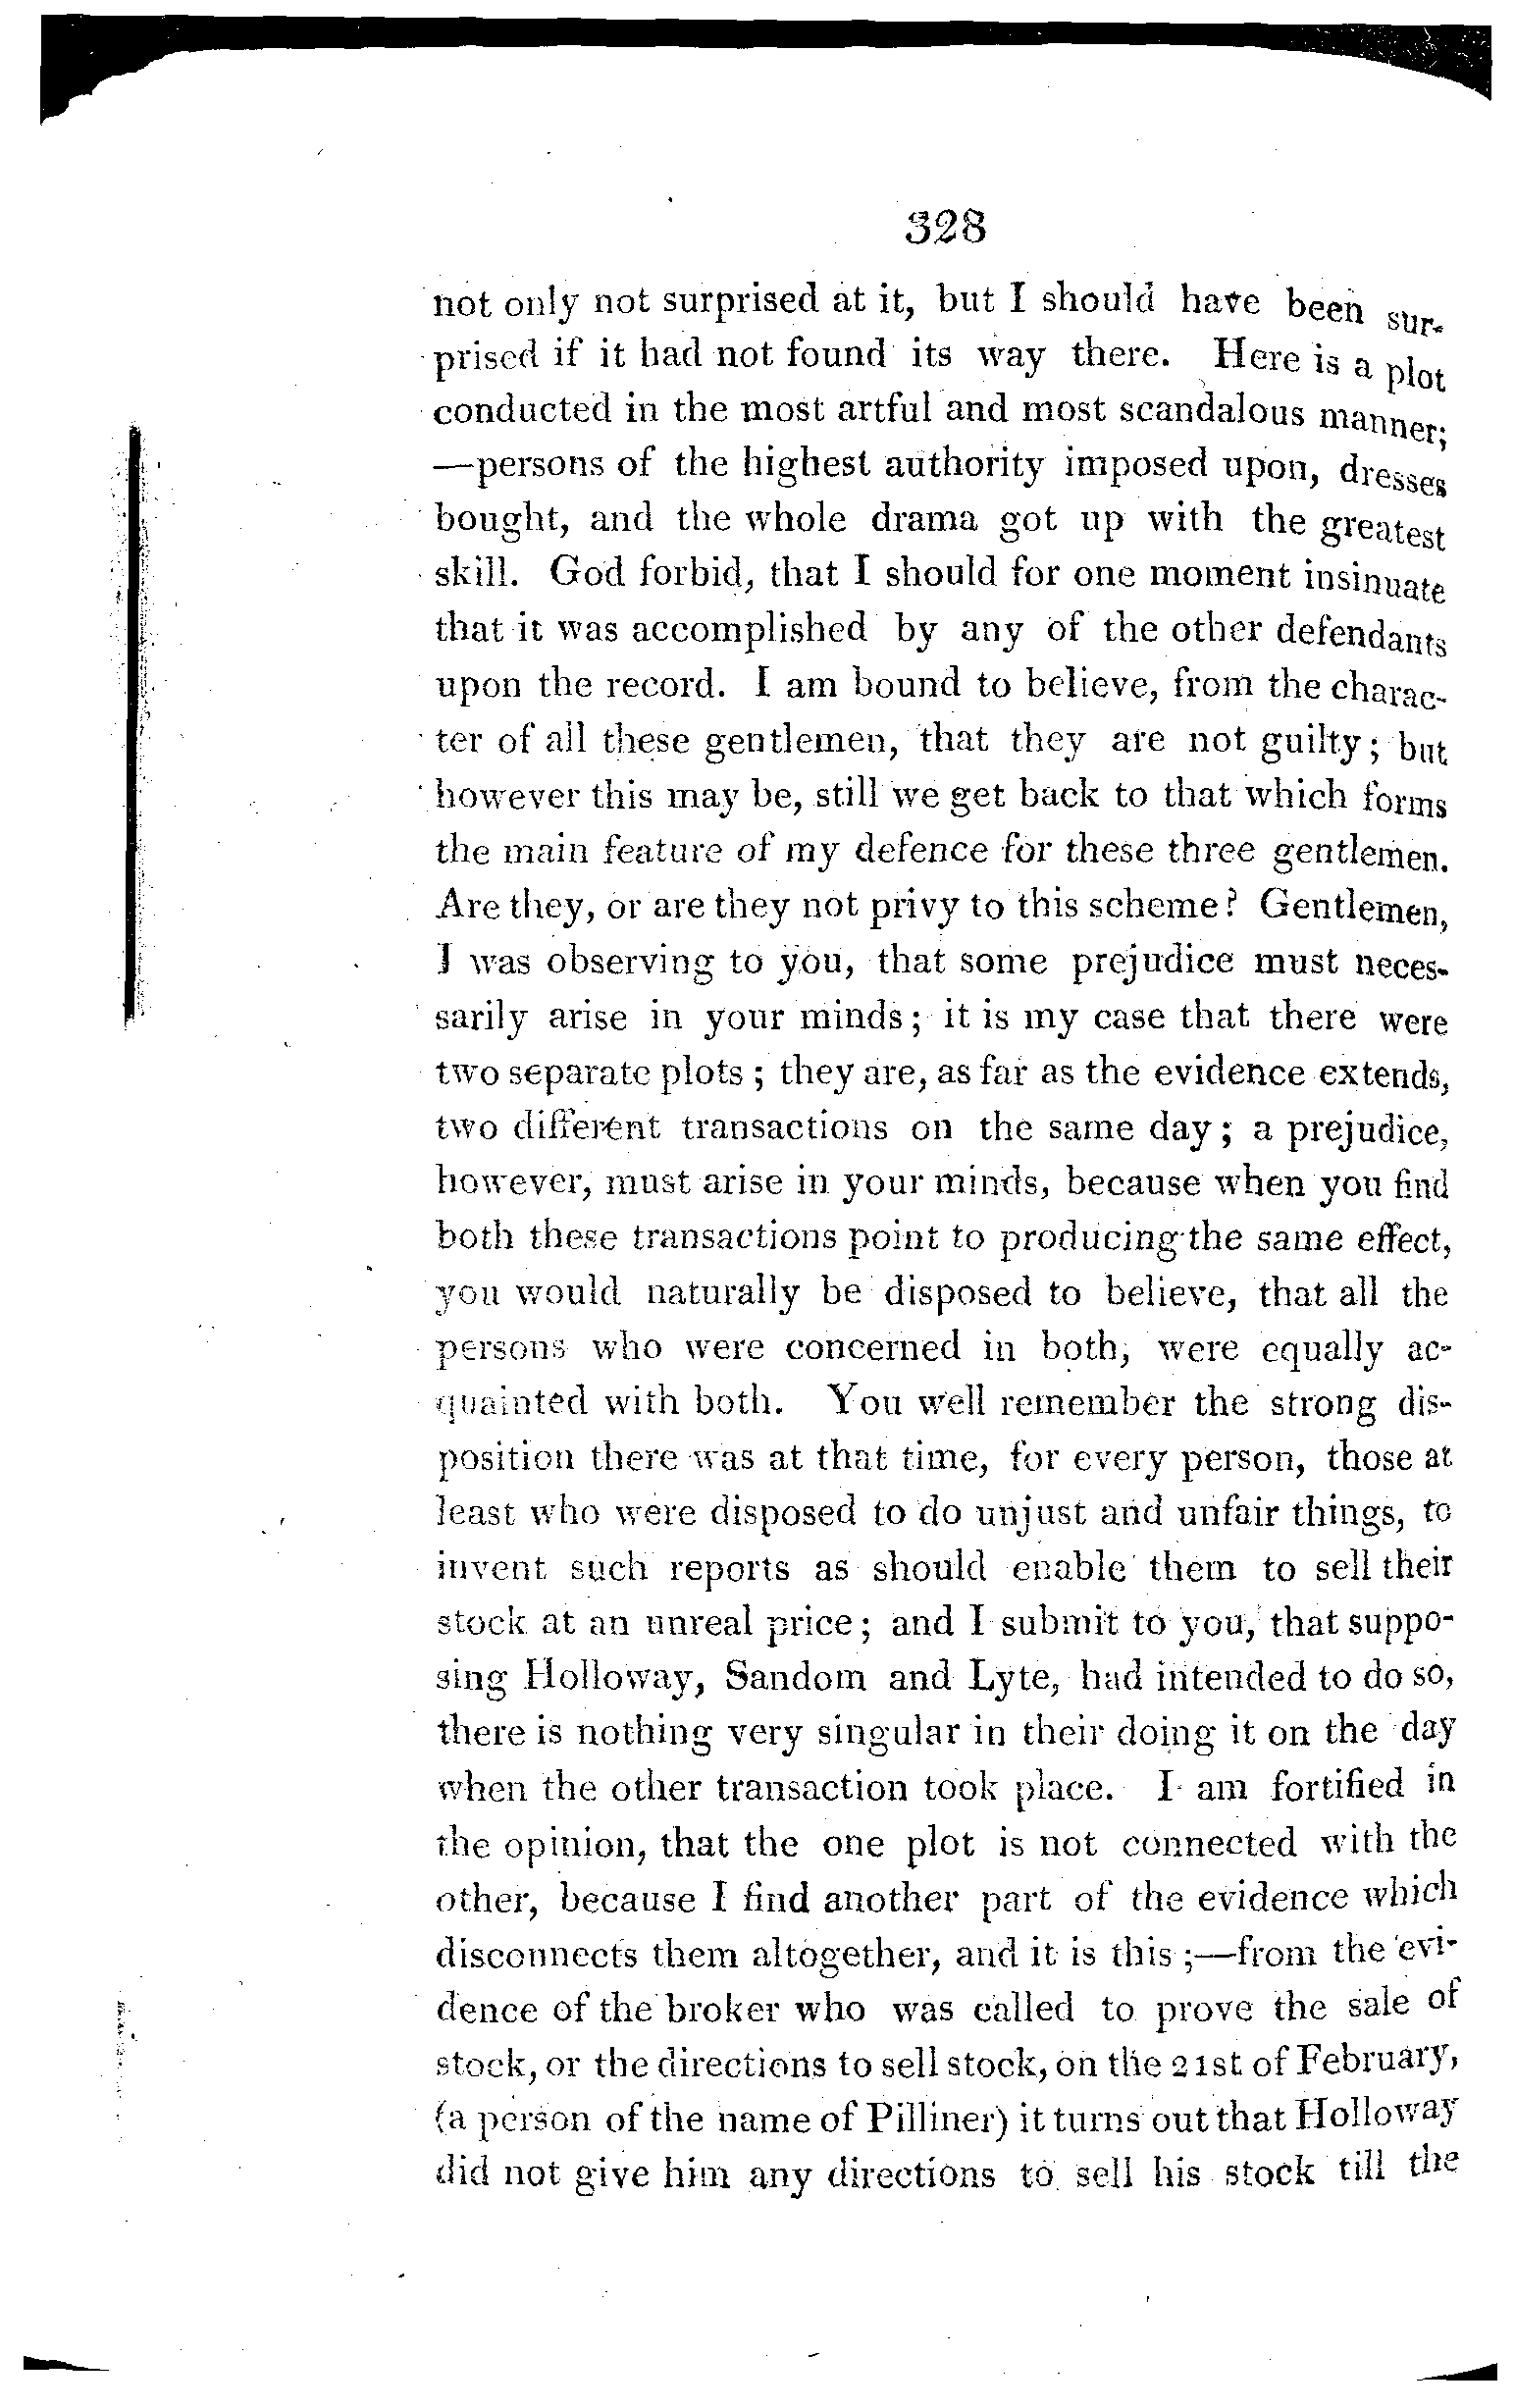 328
not only not surprised at it, but I should have been sur-
prised if it had not found its way there. Here is a plot
conducted in the most artful and most scandalous manner;
—persons of the highest authority imposed upon, dresses
bought, and the whole drama got up with the greatest
skill. God forbid, that I should for one moment insinuate
that it was accomplished by any of the other defendants
upon the record. I am bound to believe, from the charac-
ter of all these gentlemen, that they are not guilty; but
however this may be, still we get back to that which forms
the main feature of my defence for these three gentlemen.
Are they, or are they not privy to this scheme? Gentlemen,
I was observing to you, that some prejudice must neces-
sarily arise in your minds; it is my case that there were
two separate plots; they are, as far as the evidence extends,
two different transactions on the same day; a prejudice,
however, must arise in your minds, because when you find
both these transactions point to producing the same effect,
you would naturally be disposed to believe, that all the
persons who were concerned in both, were equally ac-
quainted with both. You well remember the strong dis-
position there was at that time, for every person, those at
least who were disposed to do unjust and unfair things, to
invent such reports as should enable them to sell their
stock at an unreal price; and I submit to you, that suppo-
sing Holloway, Sandom and Lyte, had intended to do so,
there is nothing very singular in their doing it on the day
when the other transaction took place. I am fortified in
the opinion, that the one plot is not connected with the
other, because I find another part of the evidence which
disconnects them altogether, and it is this;—from the evi-
dence of the broker who was called to prove the sale of
stock, or the directions to sell stock, on the 21st of February,
(a person of the name of Pilliner) it turns out that Holloway
did not give him any directions to sell his stock till the